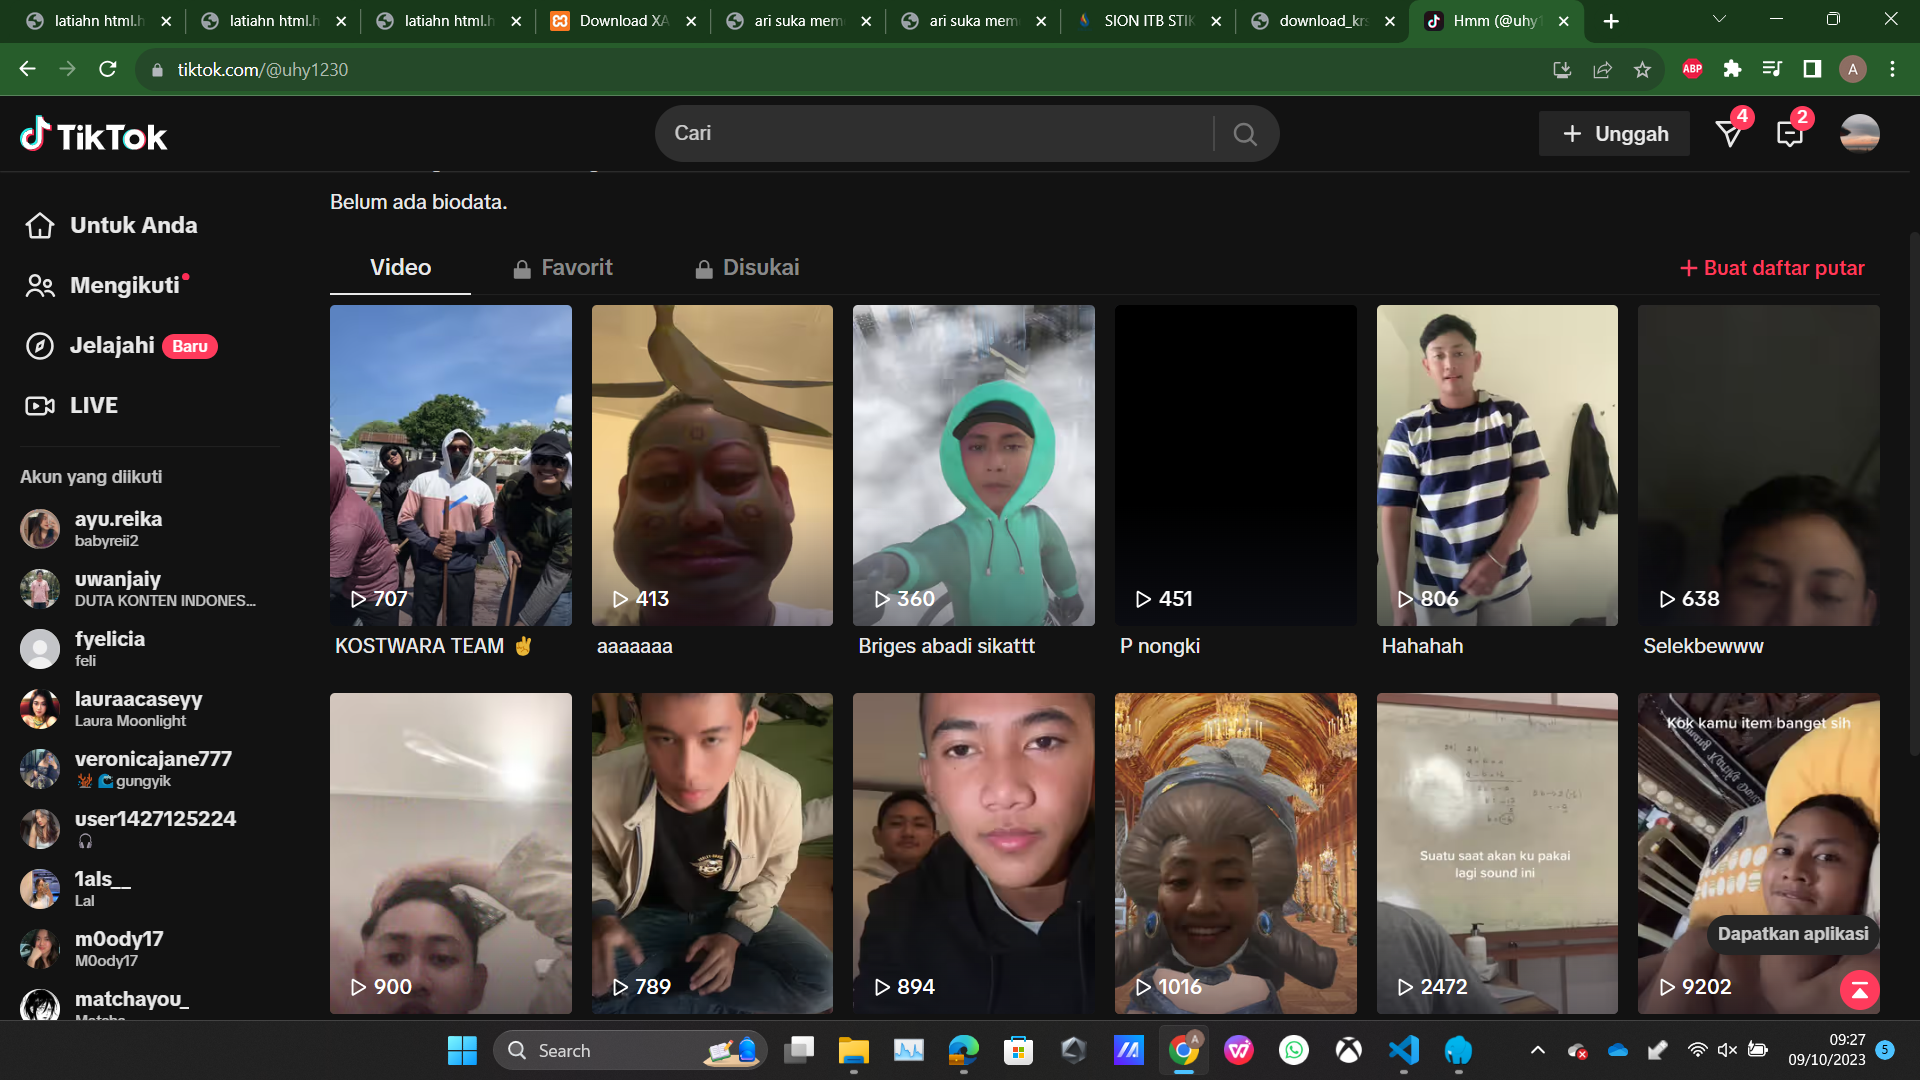 latiahn html.h
latiahn html.h
latiahn html.h
Download XA
ari suka mem
ari suka mem
SION ITB STIK
download_krs
Hmm (@uhy1
tiktok.com/@uhy1230
ABP
A
TikTok
Cari
Unggah
4
2
Belum ada biodata.
Untuk Anda
Mengikuti
Jelajahi Baru
LIVE
Akun yang diikuti
ayu.reika
babyreii2
uwanjaiy
DUTA KONTEN INDONES...
fyelicia
feli
lauraacaseyy
Laura Moonlight
veronicajane777
gungyik
user1427125224
1als__
Lal
m0ody17
M0ody17
matchayou_
Video
Favorit
Disukai
+ Buat daftar putar
707
413
360
451
806
638
KOSTWARA TEAM ✌
aaaaaaa
Briges abadi sikattt
P nongki
Hahahah
Selekbewww
Suatu saat akan ku pakai
lagi sound ini
Kok kamu item banget sih
900
789
894
1016
2472
9202
Dapatkan aplikasi
Search
A
09:27
09/10/2023
5